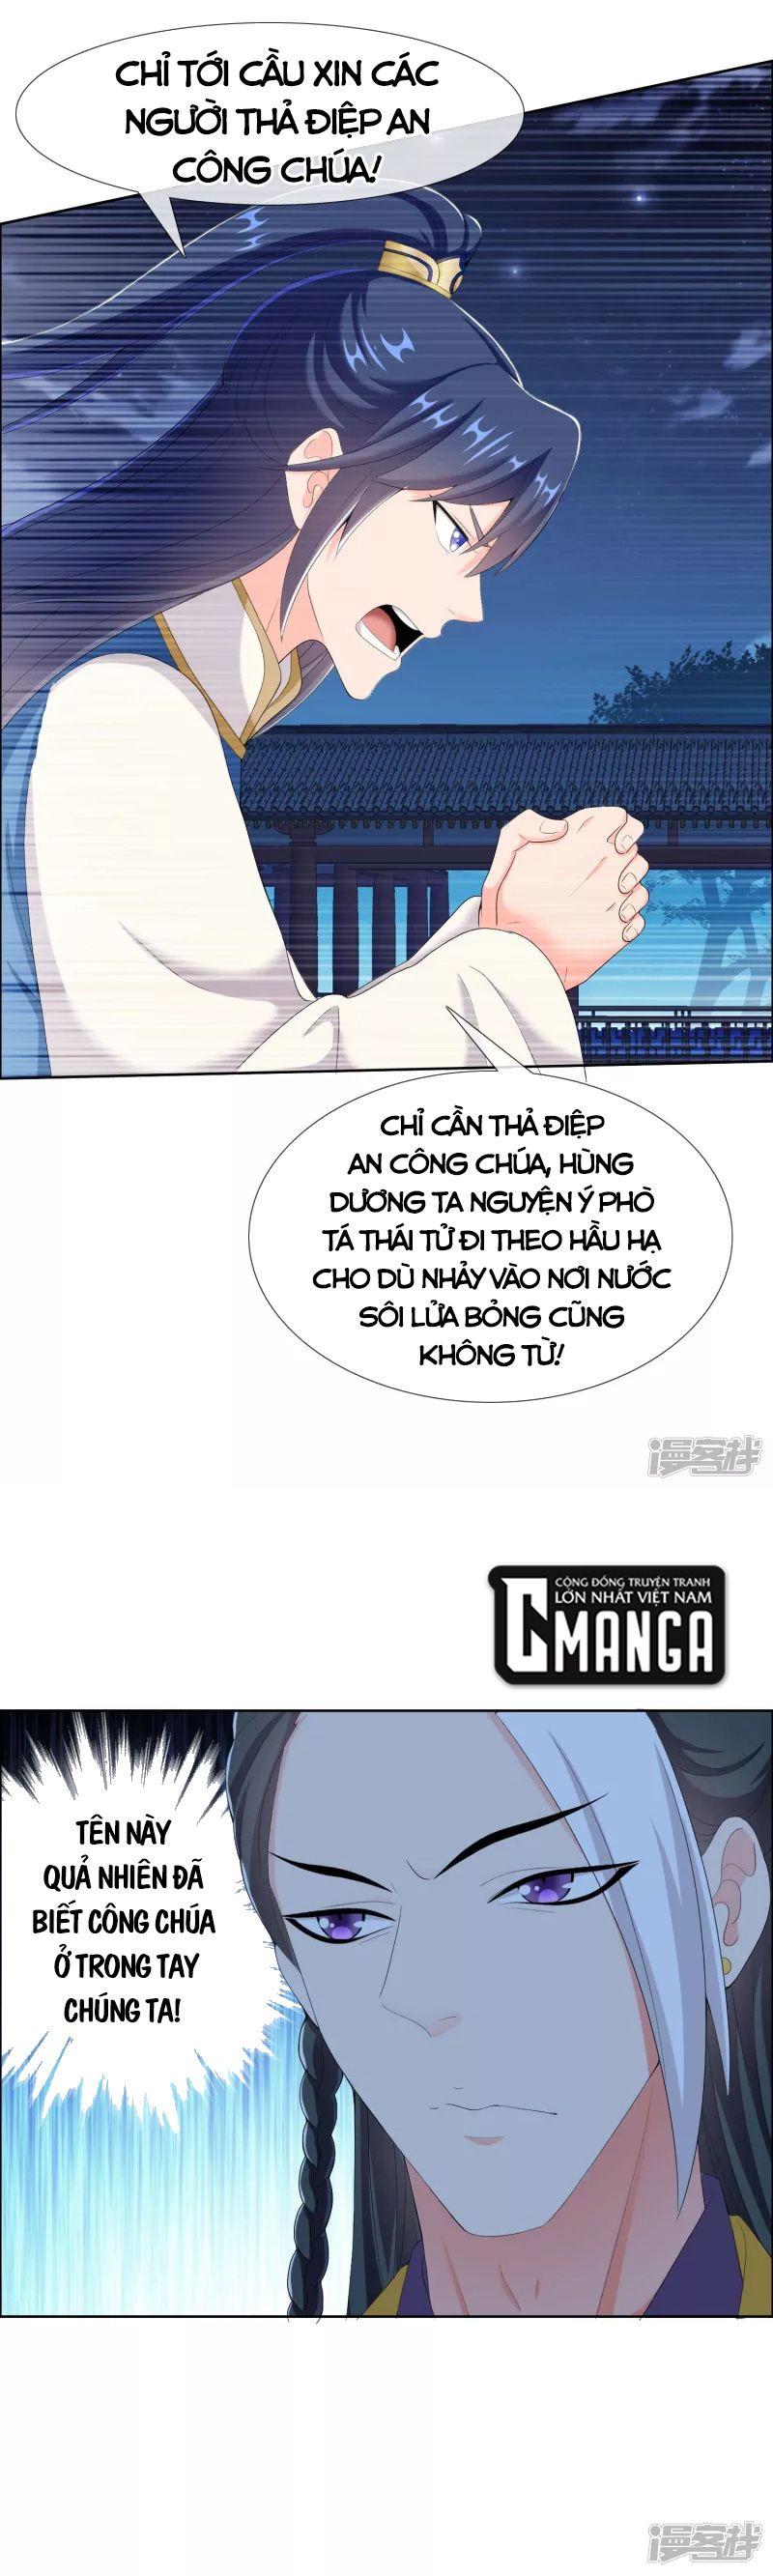 CHỈ TỚI CẦU XIN CÁC
NGƯỜI THẢ ĐIỆP AN
CÔNG CHÚA!
CHỈ CẦN THẢ ĐIỆP
AN CÔNG CHÚA, HÙNG
DƯƠNG TA NGUYỆN Ý PHÒ
TÁ THÁI TỬ ĐI THEO HẦU HẠ
CHO DÙ NHẢY VÀO NƠI NƯỚC
SÔI LỬA BỎNG CŨNG
KHÔNG TỪ!
漫客栈
CỘNG ĐỒNG TRUYỆN TRANH
LỚN NHẤT VIỆT NAM
CMANGA
TÊN NÀY
QUẢ NHIÊN ĐÃ
BIẾT CÔNG CHÚA
Ở TRONG TAY
CHÚNG TA!
漫客栈